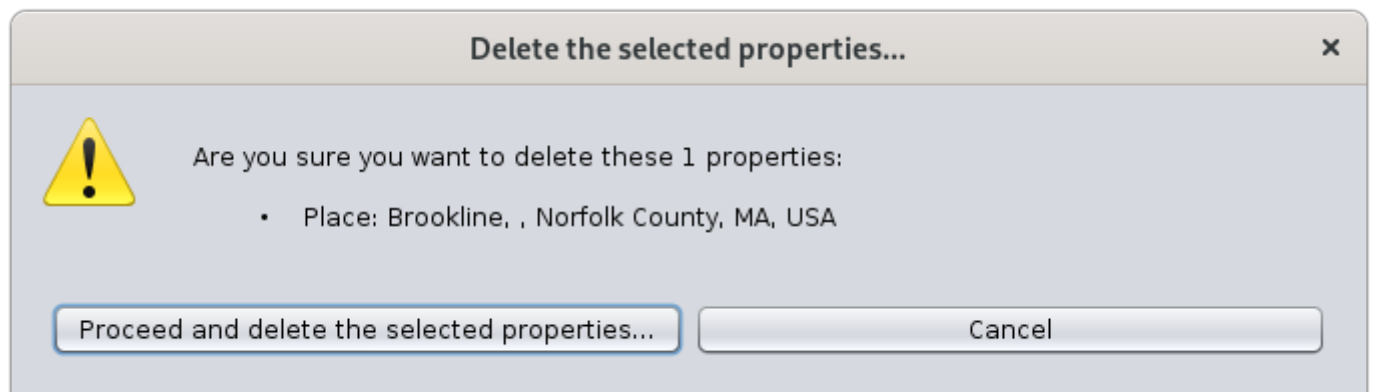 Delete the selected properties...
Are you sure you want to delete these 1 properties:
• Place: Brookline, , Norfolk County, MA, USA
Proceed and delete the selected properties...
Cancel